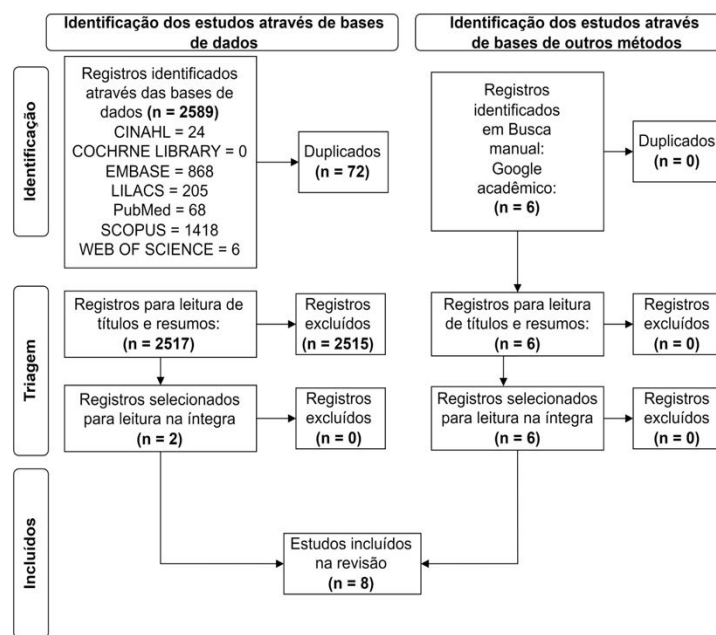 Identificação dos estudos através de bases
de dados
Identificação dos estudos através
de bases de outros métodos
Identificação
Registros identificados
através das bases de
dados (n = 2589)
CINAHL = 24
COCHRNE LIBRARY = 0
EMBASE = 868
LILACS = 205
PubMed = 68
SCOPUS = 1418
WEB OF SCIENCE = 6
Duplicados
(n = 72)
Registros
identificados
em Busca
manual:
Google
acadêmico:
(n = 6)
Duplicados
(n = 0)
Triagem
Registros para leitura de
títulos e resumos:
(n = 2517)
Registros
excluídos
(n = 2515)
Registros para leitura
de títulos e resumos:
(n = 6)
Registros
excluídos
(n = 0)
Registros selecionados
para leitura na íntegra
(n = 2)
Registros
excluídos
(n = 0)
Registros selecionados
para leitura na íntegra
(n = 6)
Registros
excluídos
(n = 0)
Incluídos
Estudos incluídos
na revisão
(n = 8)